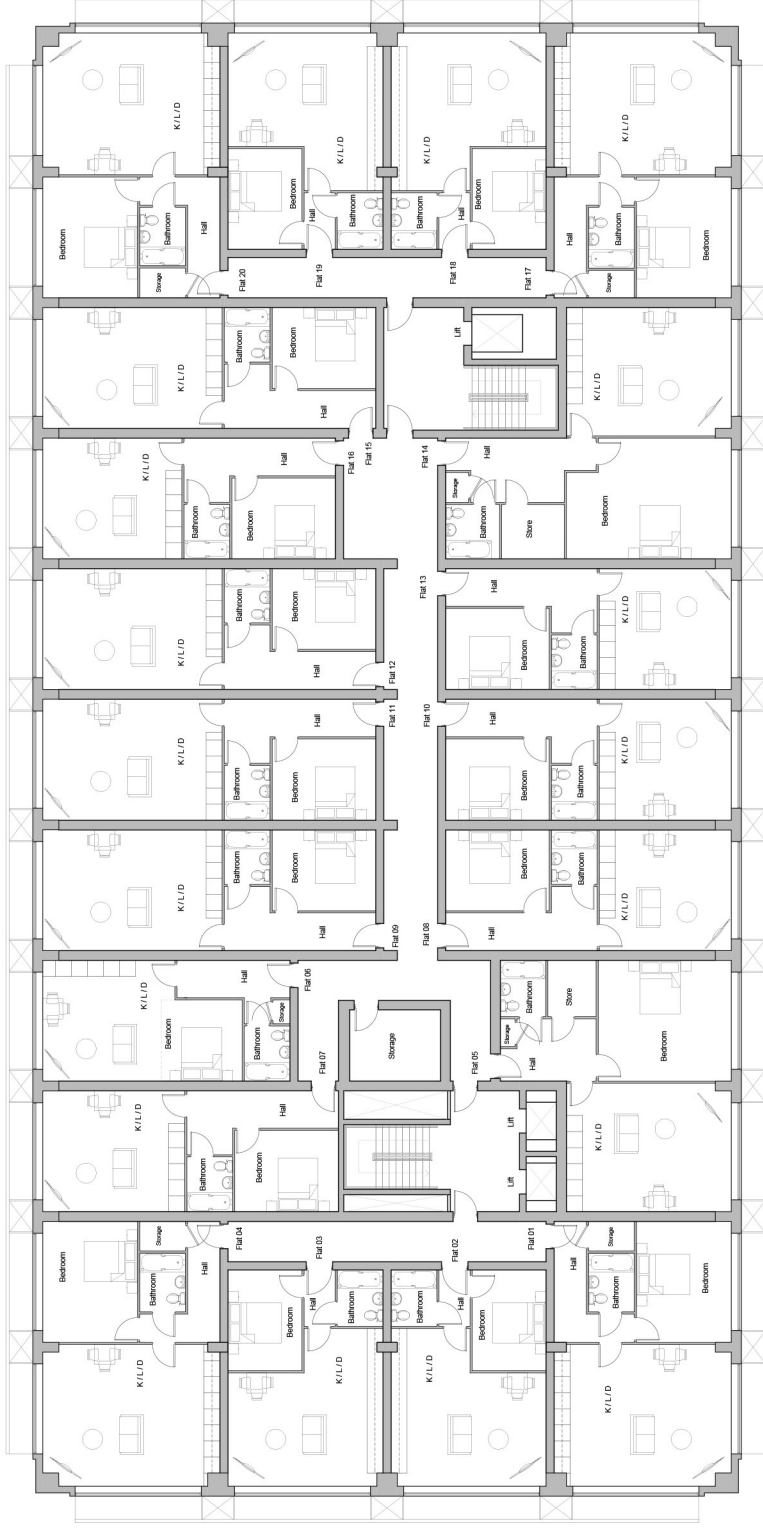 K / L / D
K / L / D
K / L / D
K / L / D
Bedroom
Bathroom
Hall
Storage
Flat 20
Bedroom
Hall
Bathroom
Flat 19
Bathroom
Hall
Bedroom
Flat 18
Hall
Bathroom
Storage
Bedroom
Flat 17
K / L / D
Bathroom
Bedroom
Hall
Flat 15
Lift
K / L / D
K / L / D
Hall
Bathroom
Bedroom
Flat 16
Flat 14
Hall
Storage
Bathroom
Store
Bedroom
K / L / D
Bathroom
Bedroom
Hall
Flat 12
Flat 13
Hall
Bedroom
Bathroom
K / L / D
K / L / D
Hall
Bathroom
Bedroom
Flat 11
Flat 10
Hall
Bedroom
Bathroom
K / L / D
K / L / D
Bathroom
Bedroom
Hall
Flat 09
Flat 08
Bedroom
Bathroom
Hall
K / L / D
K / L / D
Hall
Bedroom
Bathroom
Storage
Flat 06
Flat 07
Storage
Flat 05
Bathroom
Store
Storage
Hall
Bedroom
K / L / D
K / L / D
Hall
Bathroom
Bedroom
Lift
Lift
Bedroom
Storage
Bathroom
Hall
Flat 04
Flat 03
Bedroom
Hall
Bathroom
Flat 02
Bathroom
Hall
Bedroom
Flat 01
Hall
Storage
Bathroom
Bedroom
K / L / D
K / L / D
K / L / D
K / L / D